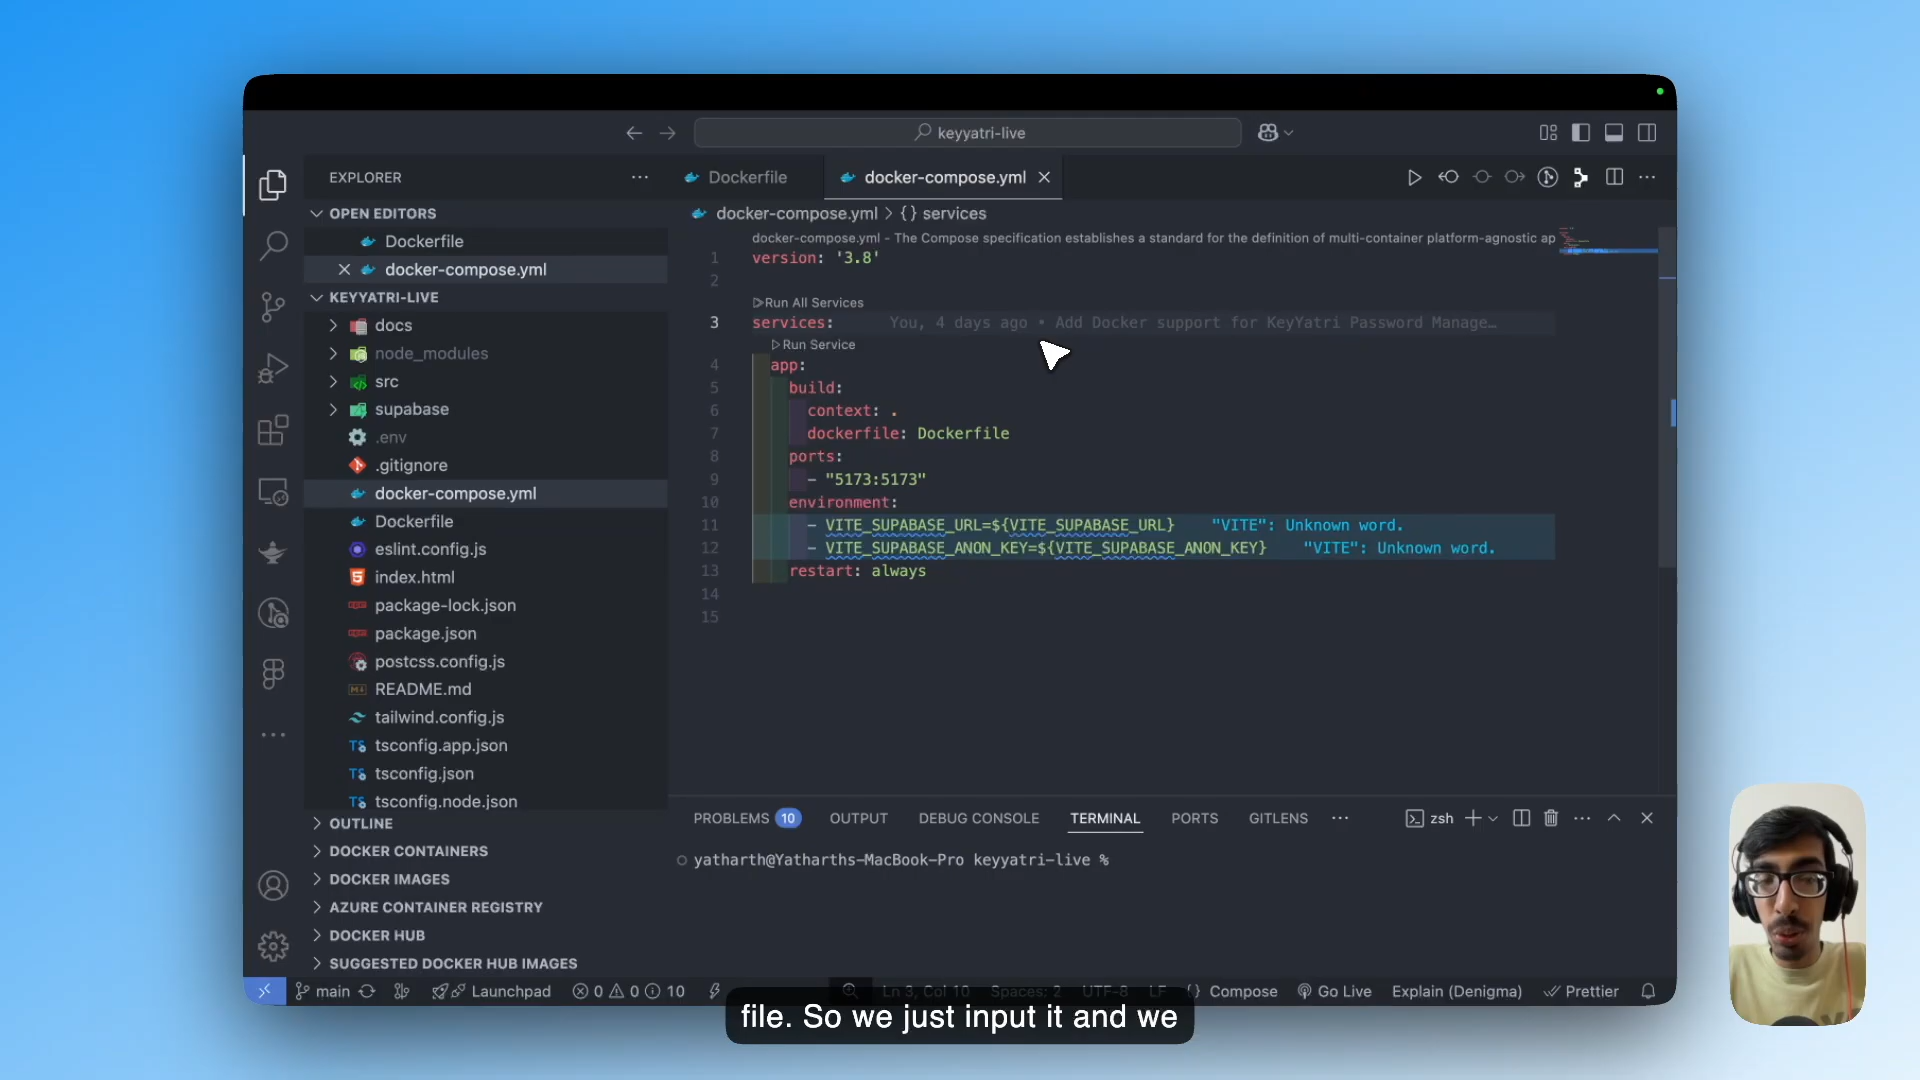 keyyatri-live
EXPLORER
Dockerfile
docker-compose.yml
OPEN EDITORS
Dockerfile
docker-compose.yml
KEYYATRI-LIVE
docs
node_modules
src
supabase
.env
.gitignore
docker-compose.yml
Dockerfile
eslint.config.js
index.html
package-lock.json
package.json
postcss.config.js
README.md
tailwind.config.js
tsconfig.app.json
tsconfig.json
tsconfig.node.json
OUTLINE
DOCKER CONTAINERS
DOCKER IMAGES
AZURE CONTAINER REGISTRY
DOCKER HUB
SUGGESTED DOCKER HUB IMAGES
docker-compose.yml > {} services
docker-compose.yml - The Compose specification establishes a standard for the definition of multi-container platform-agnostic ap
1 version: '3.8'
2
Run All Services
3 services: You, 4 days ago • Add Docker support for KeyYatri Password Manage…
Run Service
4 app:
5 build:
6 context: .
7 dockerfile: Dockerfile
8 ports:
9 - "5173:5173"
10 environment:
11 - VITE_SUPABASE_URL=${VITE_SUPABASE_URL} "VITE": Unknown word.
12 - VITE_SUPABASE_ANON_KEY=${VITE_SUPABASE_ANON_KEY} "VITE": Unknown word.
13 restart: always
14
15
PROBLEMS 10 OUTPUT DEBUG CONSOLE TERMINAL PORTS GITLENS zsh
yatharth@Yatharths-MacBook-Pro keyyatri-live %
main Launchpad 0 0 10 Ln 3, Col 10 Spaces: 2 UTF-8 LF {} Compose Go Live Explain (Denigma) Prettier
file. So we just input it and we